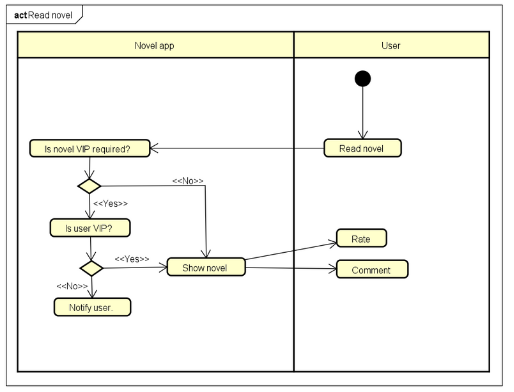 act Read novel
Novel app
User
Is novel VIP required?
Read novel
<<No>>
<<Yes>>
Is user VIP?
Rate
<<Yes>>
Show novel
Comment
<<No>>
Notify user.